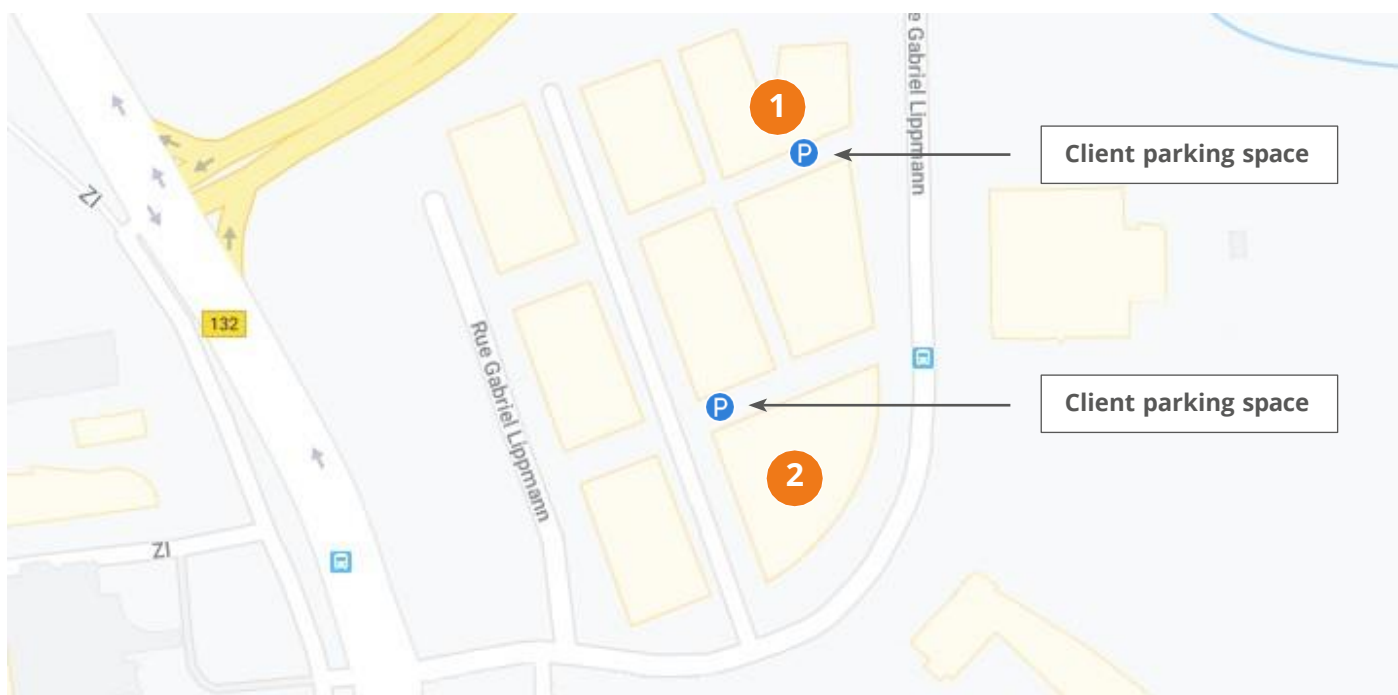 e Gabriel Lippmann
1
P
Client parking space
ZI
132
Rue Gabriel Lippmann
P
Client parking space
2
ZI